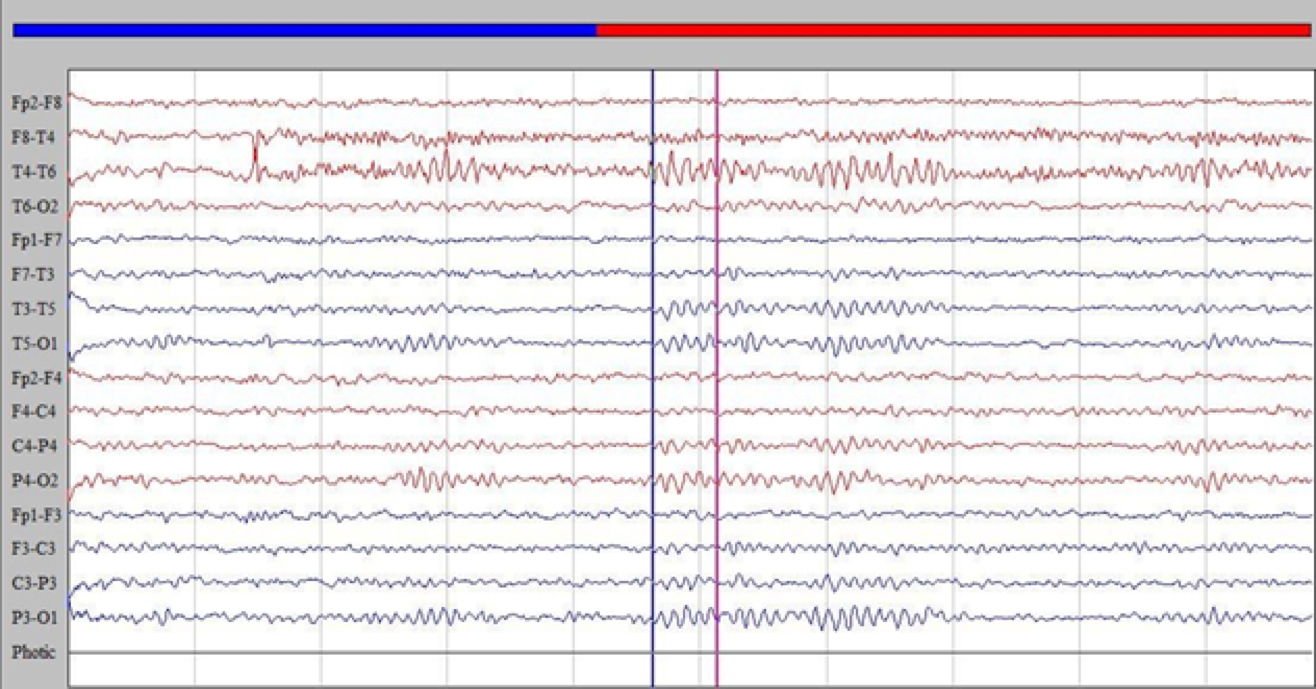 Fp2-F8
F8-T4
T4-T6
T6-O2
Fp1-F7
F7-T3
T3-T5
T5-O1
Fp2-F4
F4-C4
C4-P4
P4-O2
Fp1-F3
F3-C3
C3-P3
P3-O1
Photic